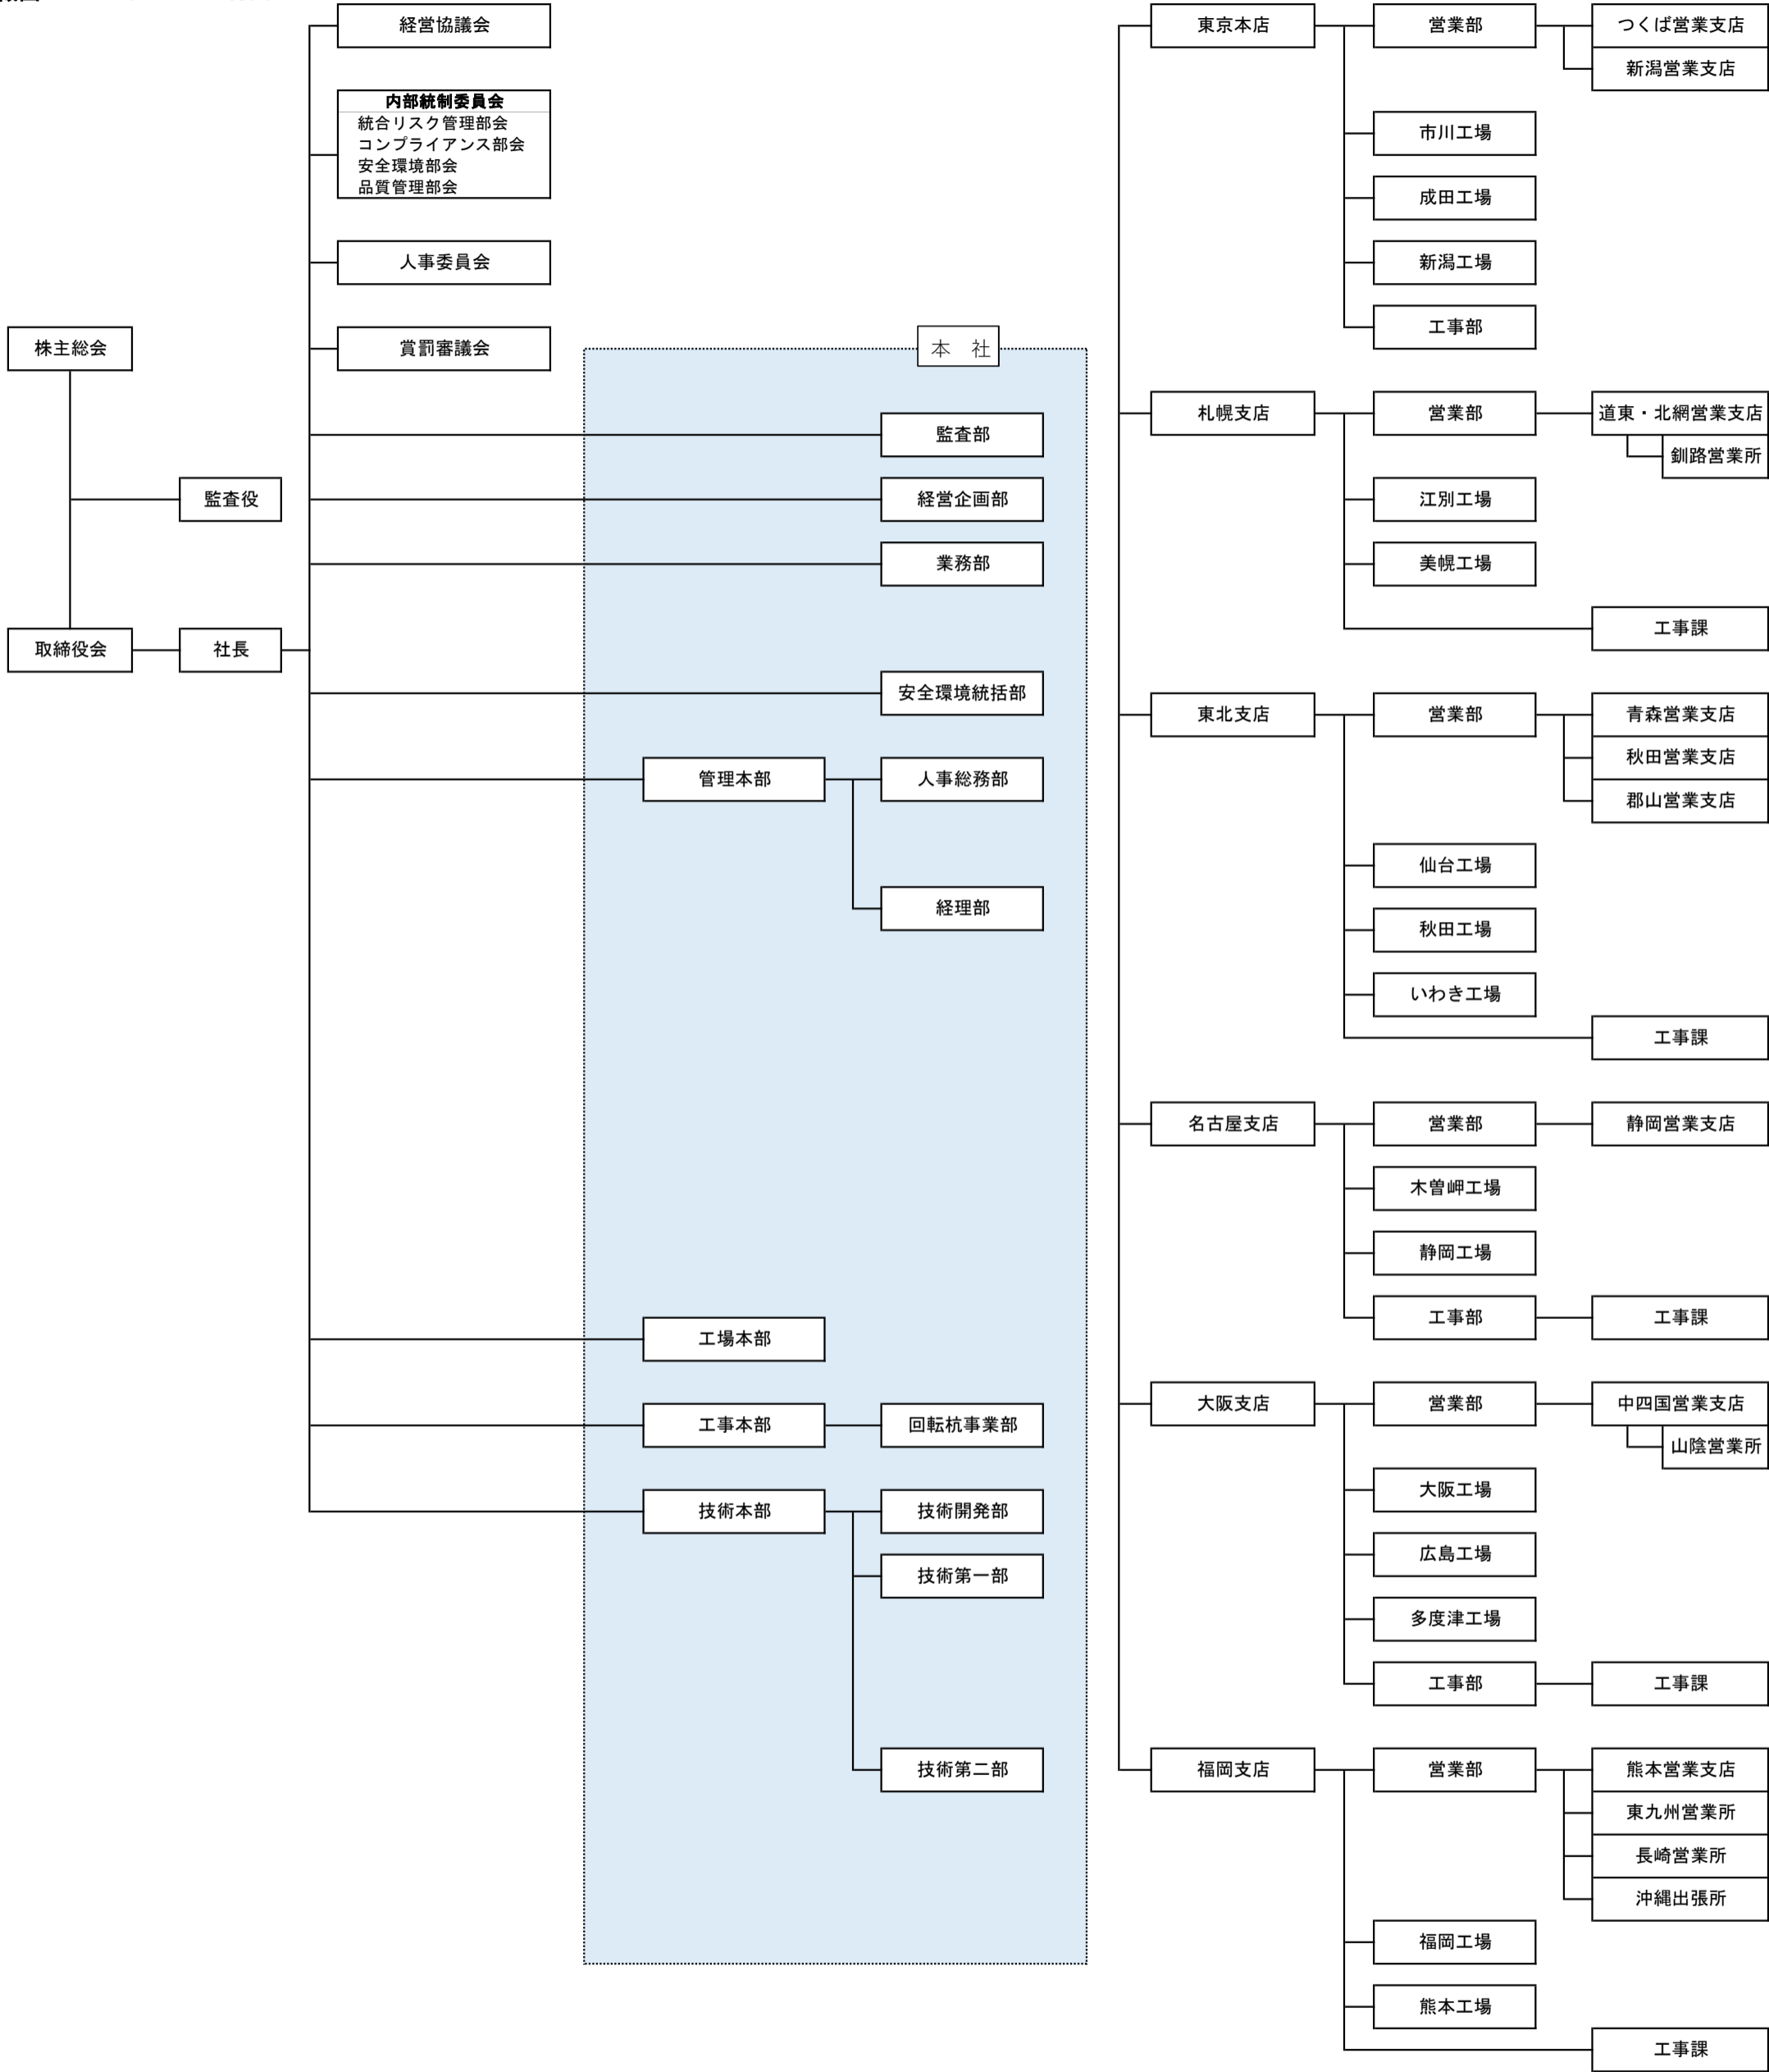 経営協議会
内部統制委員会
統合リスク管理部会
コンプライアンス部会
安全環境部会
品質管理部会
人事委員会
賞罰審議会
株主総会
監査役
取締役会
社長
本　社
監査部
経営企画部
業務部
安全環境統括部
管理本部
人事総務部
経理部
工場本部
工事本部
回転杭事業部
技術本部
技術開発部
技術第一部
技術第二部
東京本店
営業部
つくば営業支店
新潟営業支店
市川工場
成田工場
新潟工場
工事部
札幌支店
営業部
道東・北網営業支店
釧路営業所
江別工場
美幌工場
工事課
東北支店
営業部
青森営業支店
秋田営業支店
郡山営業支店
仙台工場
秋田工場
いわき工場
工事課
名古屋支店
営業部
静岡営業支店
木曽岬工場
静岡工場
工事部
工事課
大阪支店
営業部
中四国営業支店
山陰営業所
大阪工場
広島工場
多度津工場
工事部
工事課
福岡支店
営業部
熊本営業支店
東九州営業所
長崎営業所
沖縄出張所
福岡工場
熊本工場
工事課